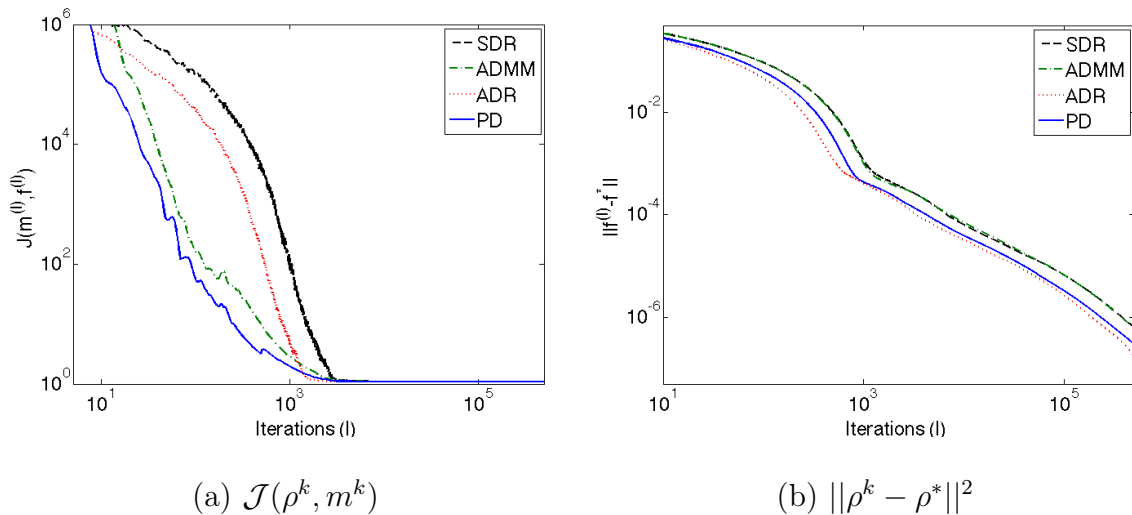 10^6
10^4
10^2
10^0
10^1
10^3
10^5
J(m^(l),f^(l))
Iterations (l)
SDR
ADMM
ADR
PD
10^-2
10^-4
10^-6
10^1
10^3
10^5
||f^(l)-f^*||
Iterations (l)
SDR
ADMM
ADR
PD
(a) 𝒥(ρ^k, m^k)
(b) ||ρ^k − ρ^*||^2